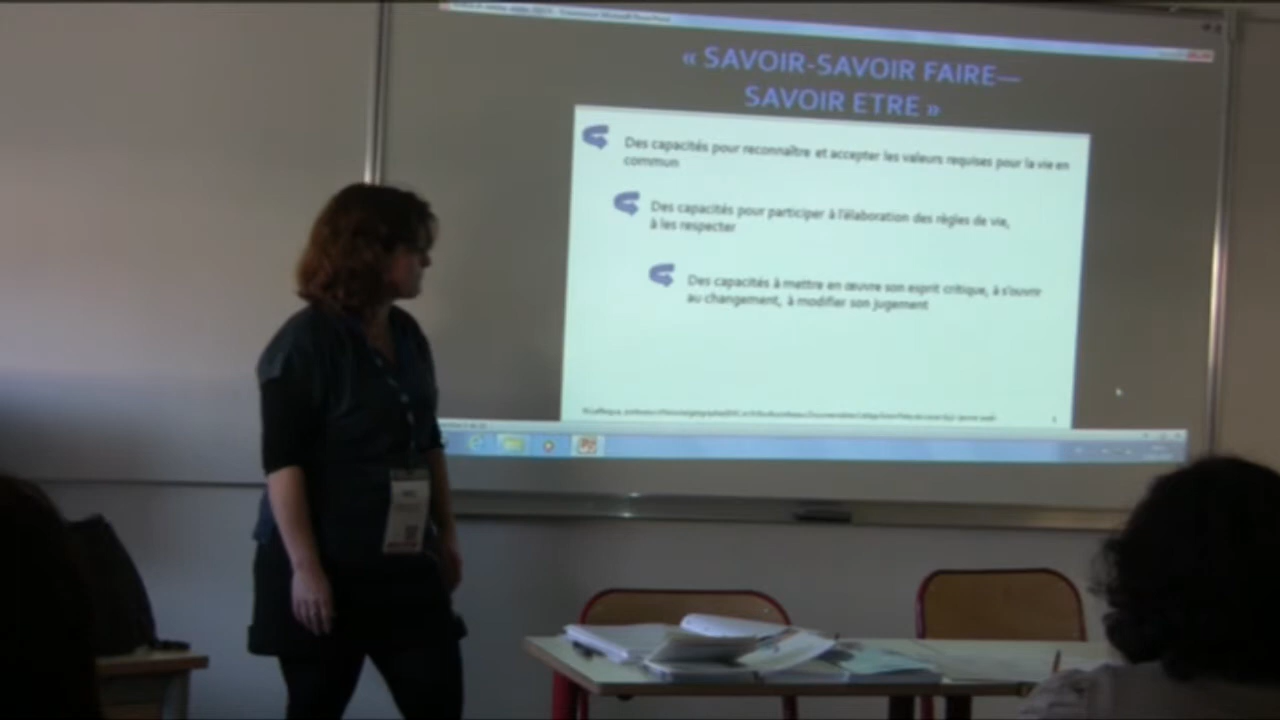 « SAVOIR-SAVOIR FAIRE—
SAVOIR ETRE »
Des capacités pour reconnaître et accepter les valeurs requises pour la vie en
commun
Des capacités pour participer à l'élaboration des règles de vie,
à les respecter
Des capacités à mettre en œuvre son esprit critique, à s'ouvrir
au changement, à modifier son jugement